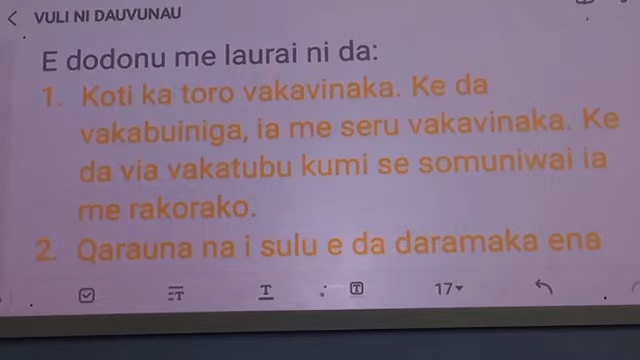 VULI NI DAUVUNAU
E dodonu me laurai ni da:
1. Koti ka toro vakavinaka. Ke da
vakabuiniga, ia me seru vakavinaka. Ke
da via vakatubu kumi se somuniwai ia
me rakorako.
2. Qarauna na i sulu e da daramaka ena
17